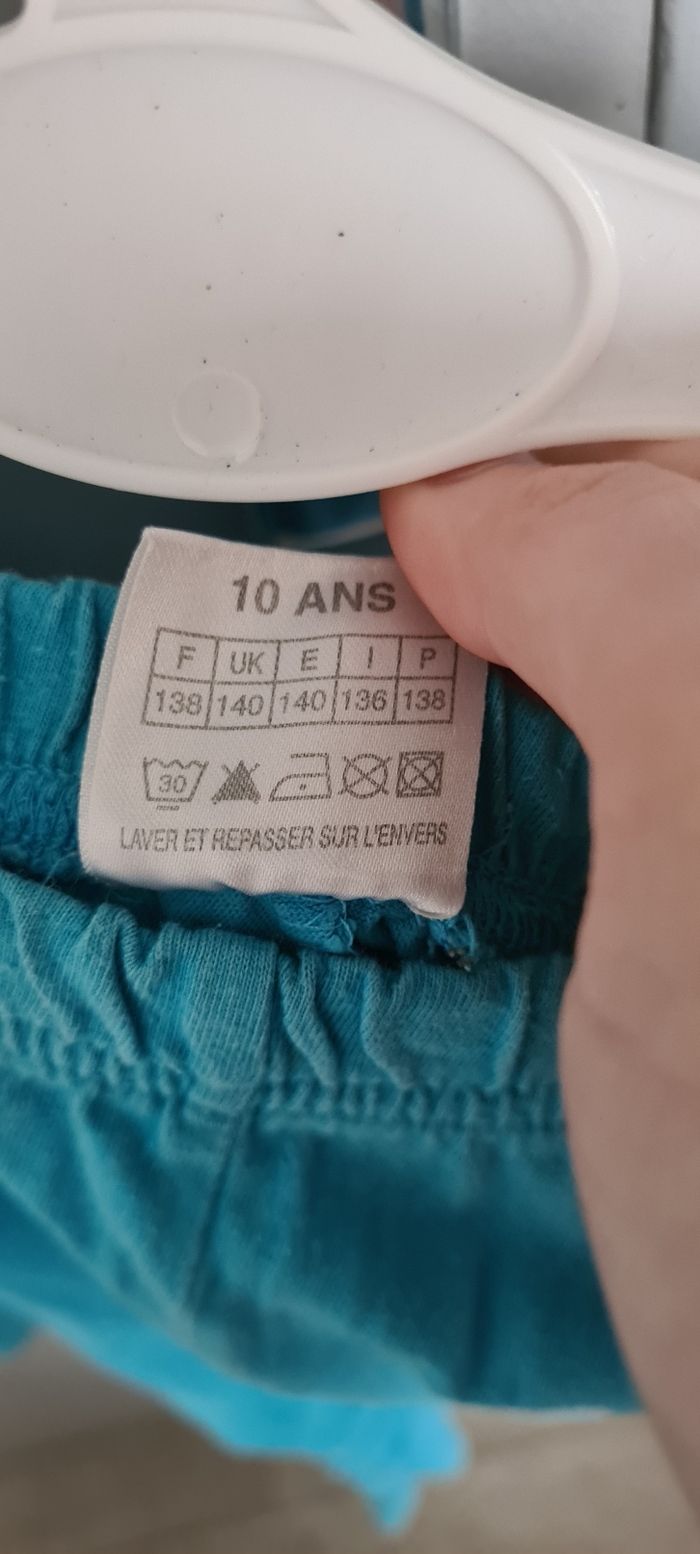 10 ANS
F UK E I P
138 140 140 136 138
30
LAVER ET REPASSER SUR L'ENVERS